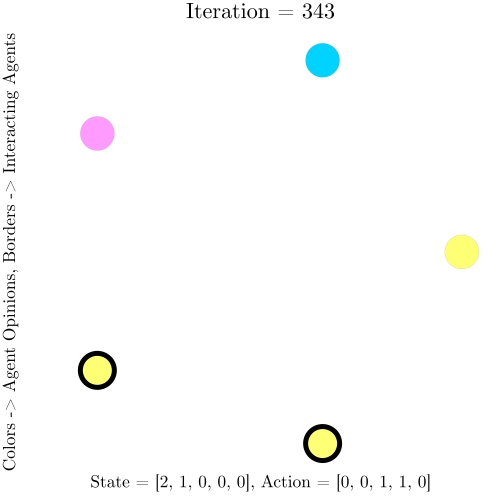 Iteration = 343
Colors -> Agent Opinions, Borders -> Interacting Agents
State = [2, 1, 0, 0, 0], Action = [0, 0, 1, 1, 0]